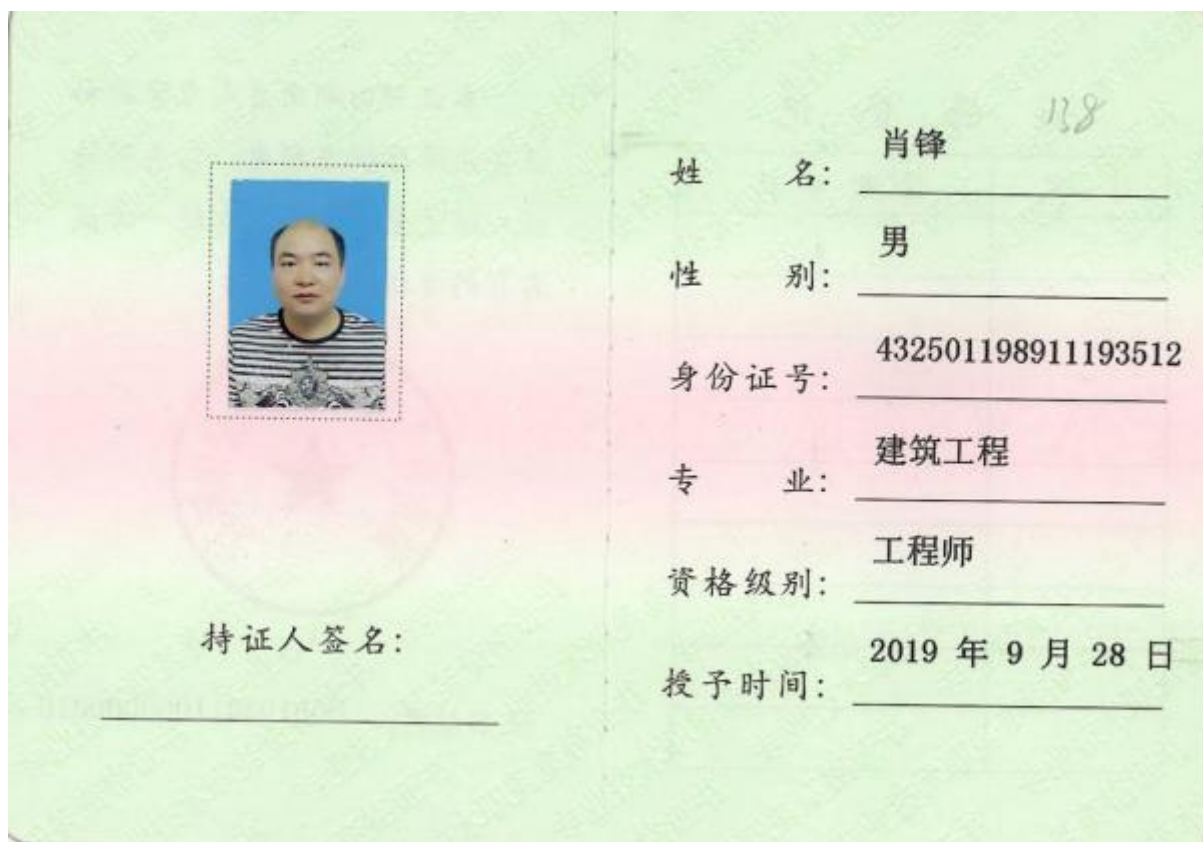 138
姓 名: 肖锋
性 别: 男
身份证号: 432501198911193512
专 业: 建筑工程
资格级别: 工程师
授予时间: 2019 年 9 月 28 日
持证人签名: